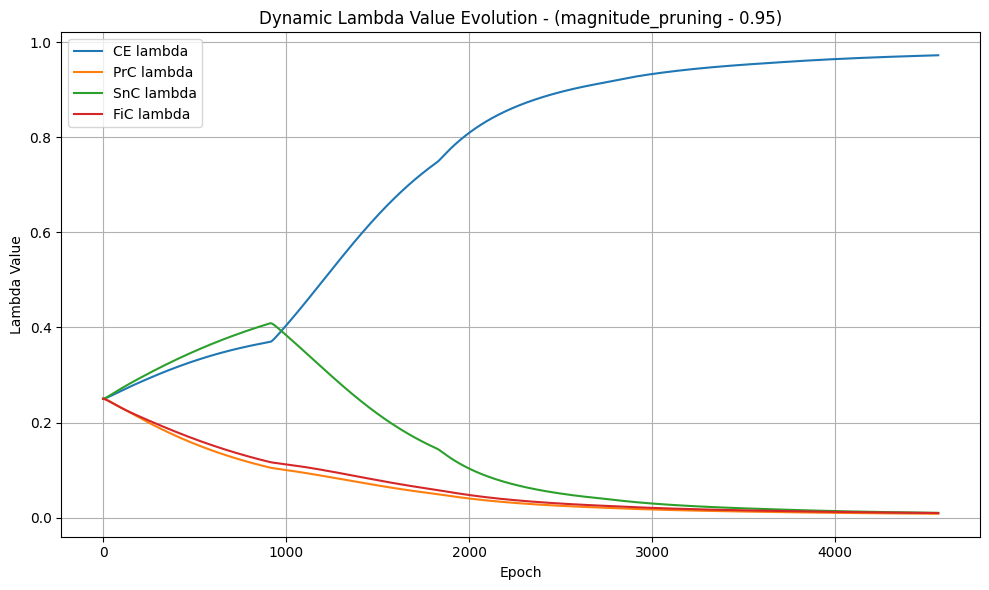 Dynamic Lambda Value Evolution - (magnitude_pruning - 0.95)
CE lambda
PrC lambda
SnC lambda
FiC lambda
Lambda Value
1.0
0.8
0.6
0.4
0.2
0.0
0 1000 2000 3000 4000
Epoch